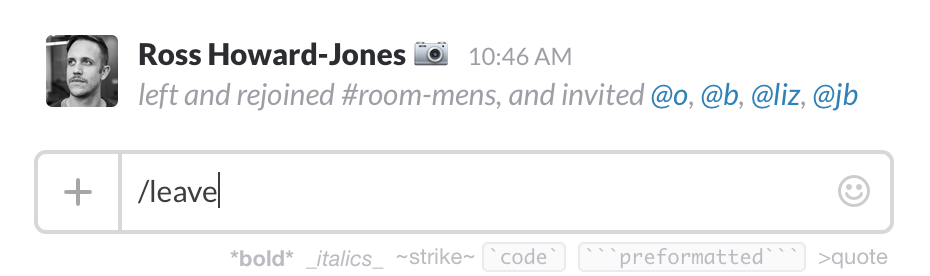 Ross Howard-Jones 📷 10:46 AM
left and rejoined #room-mens, and invited @o, @b, @liz, @jb
/leave
*bold* _italics_ ~strike~ `code` ```preformatted``` >quote